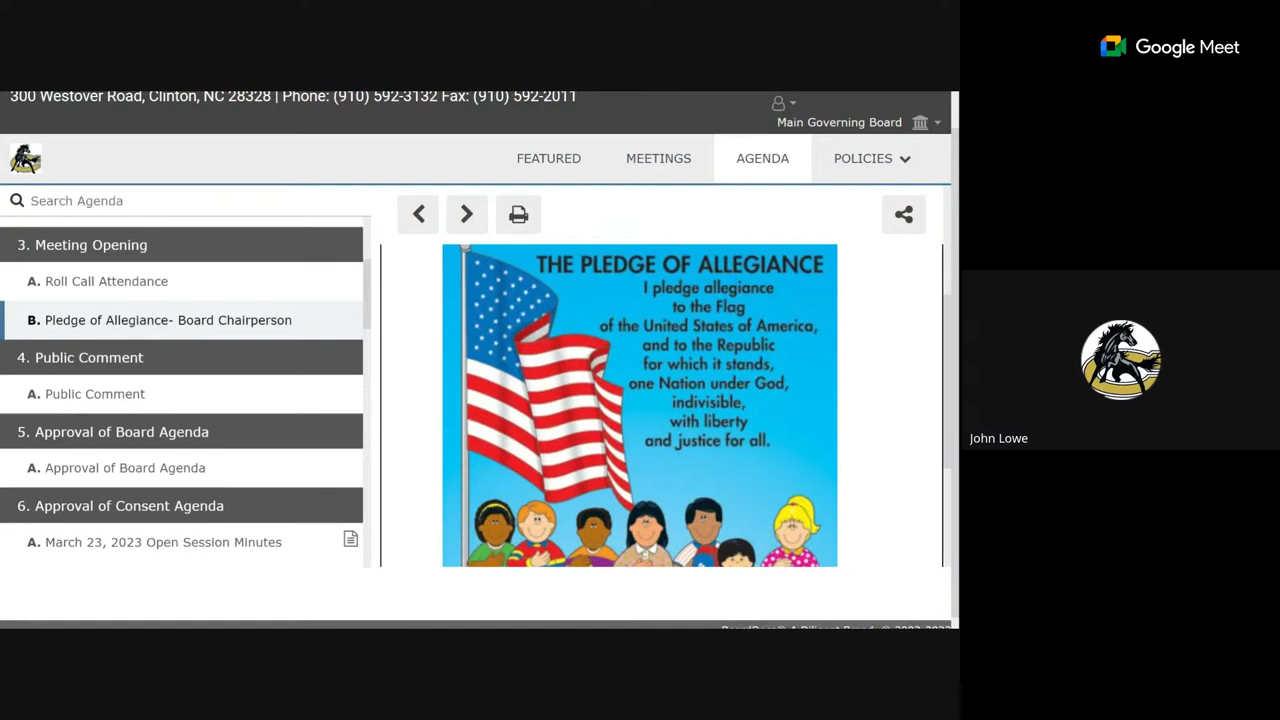 300 Westover Road, Clinton, NC 28328 | Phone: (910) 592-3132 Fax: (910) 592-2011
Google Meet
Main Governing Board
FEATURED
MEETINGS
AGENDA
POLICIES
Search Agenda
3. Meeting Opening
A. Roll Call Attendance
B. Pledge of Allegiance- Board Chairperson
4. Public Comment
A. Public Comment
5. Approval of Board Agenda
A. Approval of Board Agenda
6. Approval of Consent Agenda
A. March 23, 2023 Open Session Minutes
THE PLEDGE OF ALLEGIANCE
I pledge allegiance
to the Flag
of the United States of America,
and to the Republic
for which it stands,
one Nation under God,
indivisible,
with liberty
and justice for all.
John Lowe